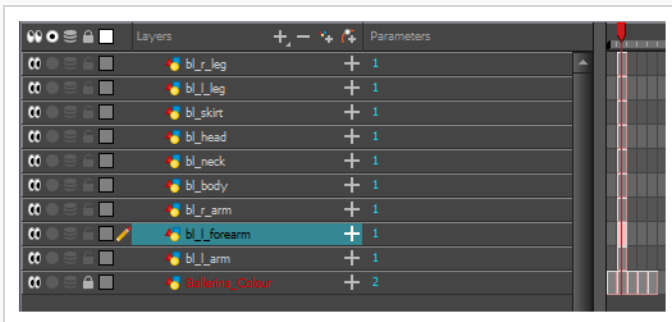 Layers Parameters
bl_r_leg 1
bl_l_leg 1
bl_skirt 1
bl_head 1
bl_neck 1
bl_body 1
bl_r_arm 1
bl_l_forearm 1
bl_l_arm 1
Ballerina_Colour 2